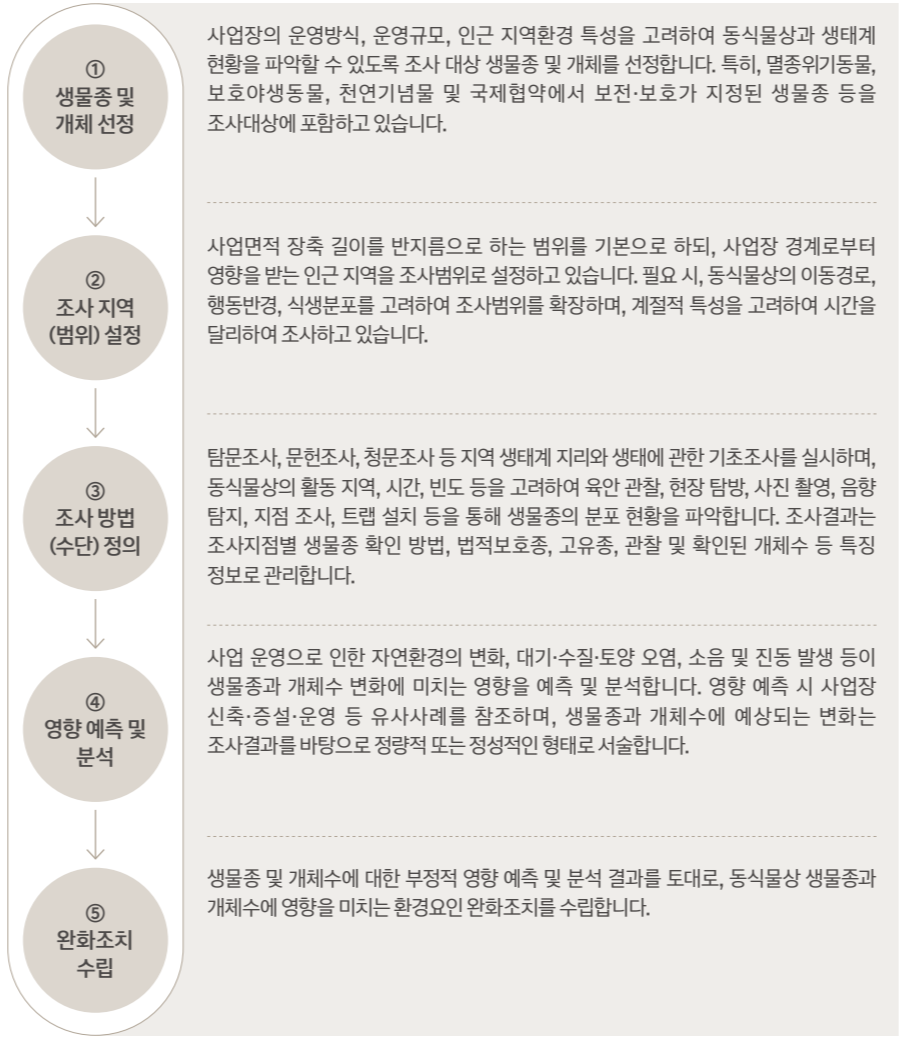 ①
생물종 및
개체 선정
사업장의 운영방식, 운영규모, 인근 지역환경 특성을 고려하여 동식물상과 생태계
현황을 파악할 수 있도록 조사 대상 생물종 및 개체를 선정합니다. 특히, 멸종위기동물,
보호야생동물, 천연기념물 및 국제협약에서 보전·보호가 지정된 생물종 등을
조사대상에 포함하고 있습니다.
②
조사 지역
(범위) 설정
사업면적 장축 길이를 반지름으로 하는 범위를 기본으로 하되, 사업장 경계로부터
영향을 받는 인근 지역을 조사범위로 설정하고 있습니다. 필요 시, 동식물상의 이동경로,
행동반경, 식생분포를 고려하여 조사범위를 확장하며, 계절적 특성을 고려하여 시간을
달리하여 조사하고 있습니다.
③
조사 방법
(수단) 정의
탐문조사, 문헌조사, 청문조사 등 지역 생태계 지리와 생태에 관한 기초조사를 실시하며,
동식물상의 활동 지역, 시간, 빈도 등을 고려하여 육안 관찰, 현장 탐방, 사진 촬영, 음향
탐지, 지점 조사, 트랩 설치 등을 통해 생물종의 분포 현황을 파악합니다. 조사결과는
조사지점별 생물종 확인 방법, 법적보호종, 고유종, 관찰 및 확인된 개체수 등 특징
정보로 관리합니다.
④
영향 예측 및
분석
사업 운영으로 인한 자연환경의 변화, 대기·수질·토양 오염, 소음 및 진동 발생 등이
생물종과 개체수 변화에 미치는 영향을 예측 및 분석합니다. 영향 예측 시 사업장
신축·증설·운영 등 유사사례를 참조하며, 생물종과 개체수에 예상되는 변화는
조사결과를 바탕으로 정량적 또는 정성적인 형태로 서술합니다.
⑤
완화조치
수립
생물종 및 개체수에 대한 부정적 영향 예측 및 분석 결과를 토대로, 동식물상 생물종과
개체수에 영향을 미치는 환경요인 완화조치를 수립합니다.